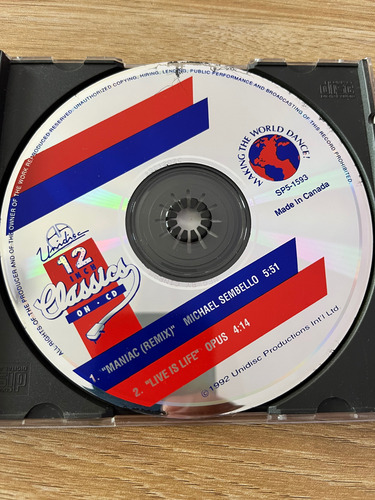 ALL RIGHTS OF THE PRODUCER AND OF THE OWNER OF THE WORK REPRODUCED RESERVED. UNAUTHORIZED COPYING, HIRING, LENDING, PUBLIC PERFORMANCE AND BROADCASTING OF THIS RECORD PROHIBITED.
MAKING THE WORLD DANCE!
SP5-1593
Made in Canada
Unidisc
12
INCH
Classics
ON • CD
1. "MANIAC (REMIX)" MICHAEL SEMBELLO 5:51
2. "LIVE IS LIFE" OPUS 4:14
©1992 Unidisc Productions Int'l Ltd
disc